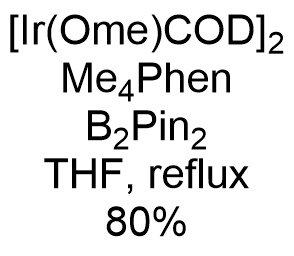 [Ir(Ome)COD]₂
Me₄Phen
B₂Pin₂
THF, reflux
80%